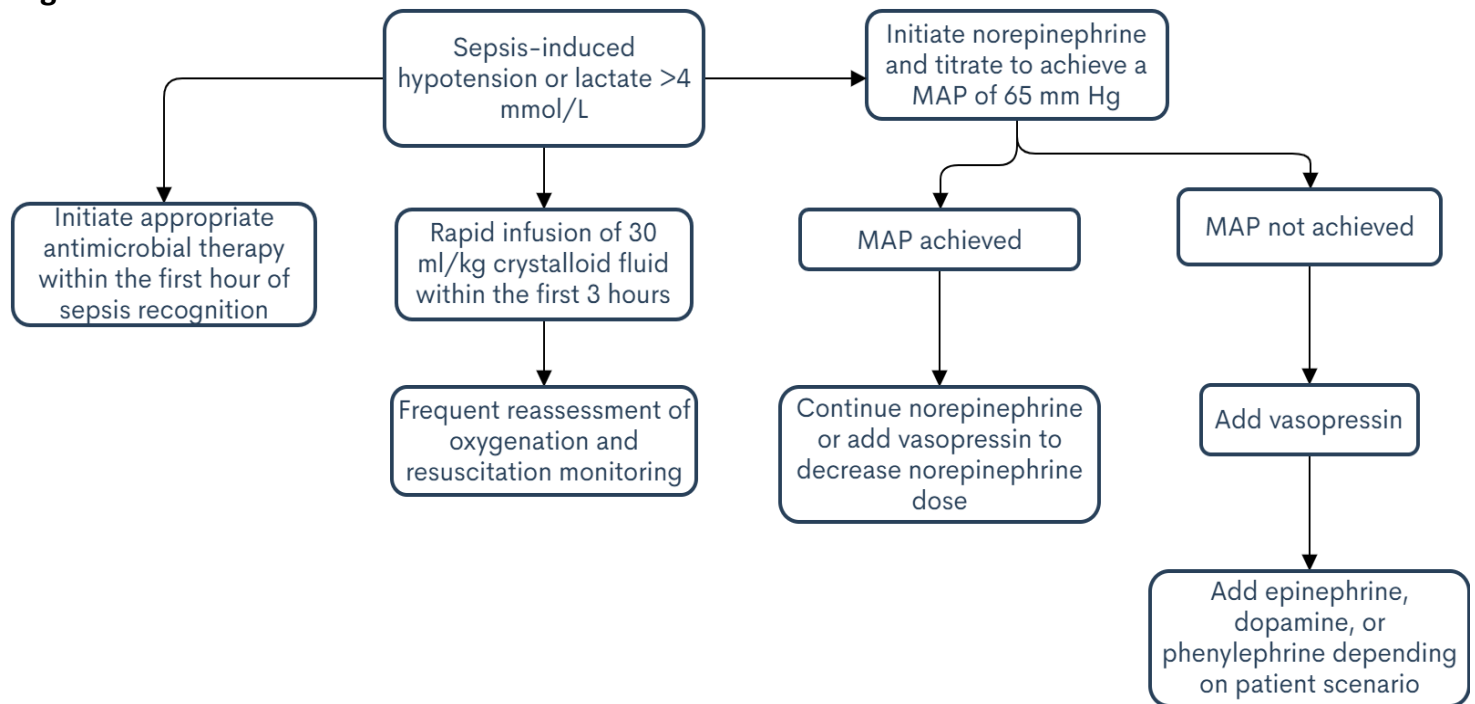 Sepsis-induced
hypotension or lactate >4
mmol/L
Initiate norepinephrine
and titrate to achieve a
MAP of 65 mm Hg
Initiate appropriate
antimicrobial therapy
within the first hour of
sepsis recognition
Rapid infusion of 30
ml/kg crystalloid fluid
within the first 3 hours
MAP achieved
MAP not achieved
Frequent reassessment of
oxygenation and
resuscitation monitoring
Continue norepinephrine
or add vasopressin to
decrease norepinephrine
dose
Add vasopressin
Add epinephrine,
dopamine, or
phenylephrine depending
on patient scenario